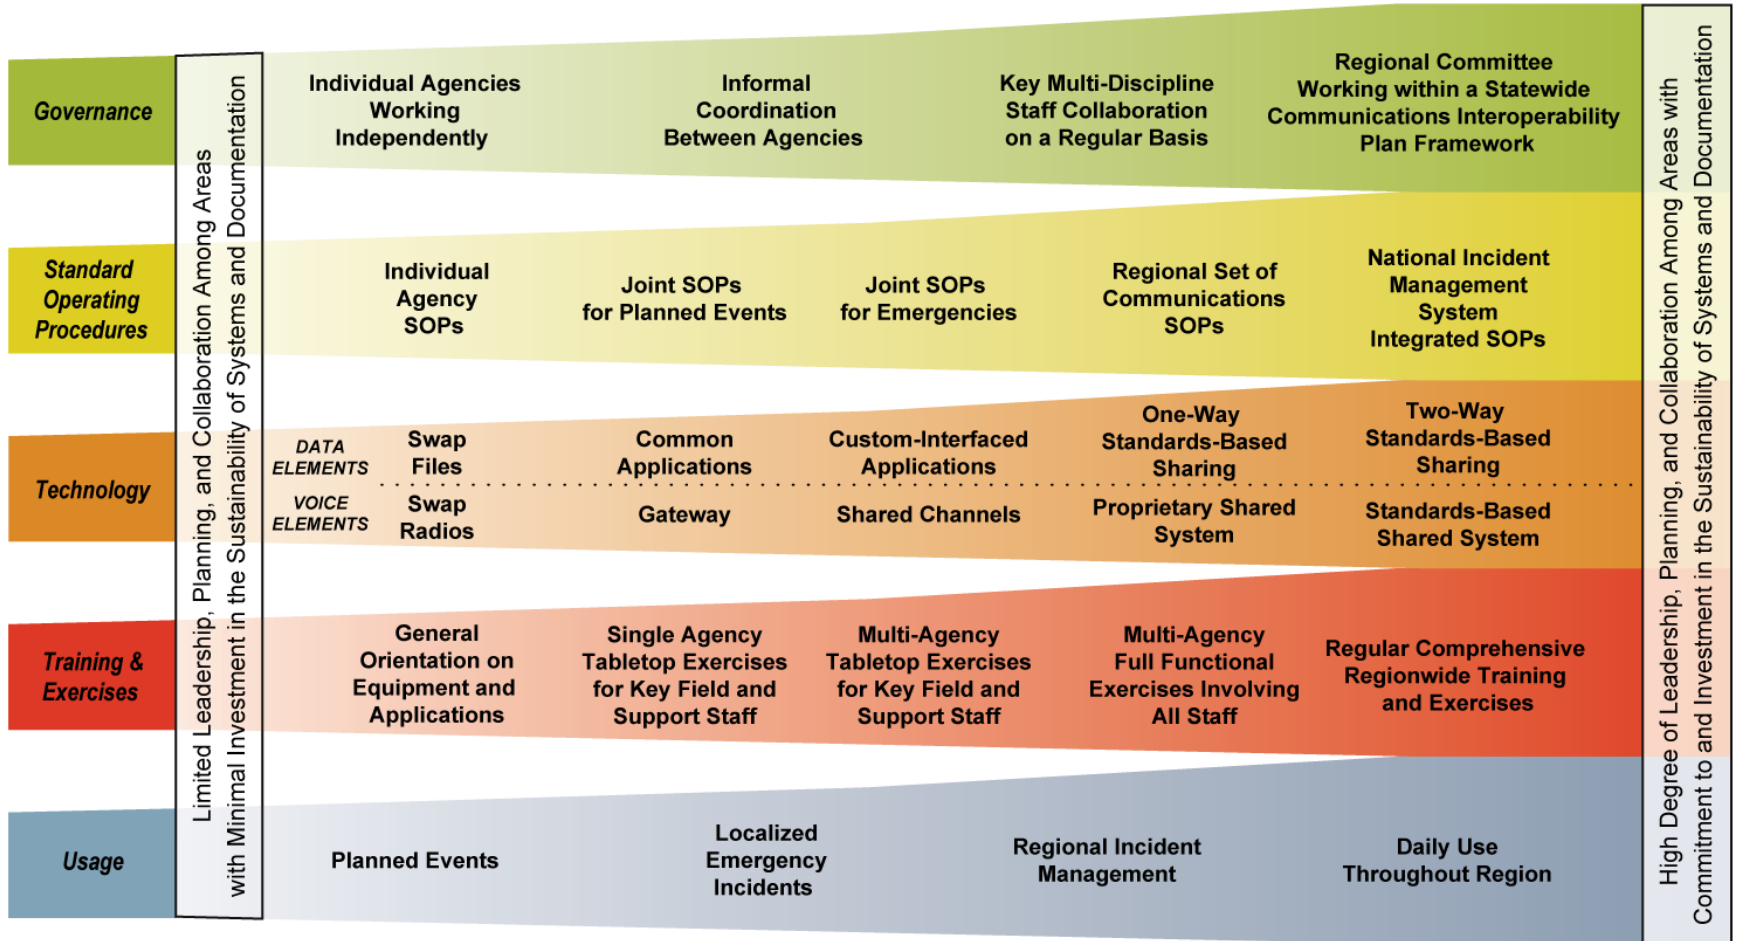 Governance
Limited Leadership, Planning, and Collaboration Among Areas
with Minimal Investment in the Sustainability of Systems and Documentation
Individual Agencies
Working
Independently
Informal
Coordination
Between Agencies
Key Multi-Discipline
Staff Collaboration
on a Regular Basis
Regional Committee
Working within a Statewide
Communications Interoperability
Plan Framework
Standard
Operating
Procedures
Individual
Agency
SOPs
Joint SOPs
for Planned Events
Joint SOPs
for Emergencies
Regional Set of
Communications
SOPs
National Incident
Management
System
Integrated SOPs
Technology
DATA
ELEMENTS
Swap
Files
Common
Applications
Custom-Interfaced
Applications
One-Way
Standards-Based
Sharing
Two-Way
Standards-Based
Sharing
VOICE
ELEMENTS
Swap
Radios
Gateway
Shared Channels
Proprietary Shared
System
Standards-Based
Shared System
Training &
Exercises
General
Orientation on
Equipment and
Applications
Single Agency
Tabletop Exercises
for Key Field and
Support Staff
Multi-Agency
Tabletop Exercises
for Key Field and
Support Staff
Multi-Agency
Full Functional
Exercises Involving
All Staff
Regular Comprehensive
Regionwide Training
and Exercises
Usage
Planned Events
Localized
Emergency
Incidents
Regional Incident
Management
Daily Use
Throughout Region
High Degree of Leadership, Planning, and Collaboration Among Areas with
Commitment to and Investment in the Sustainability of Systems and Documentation